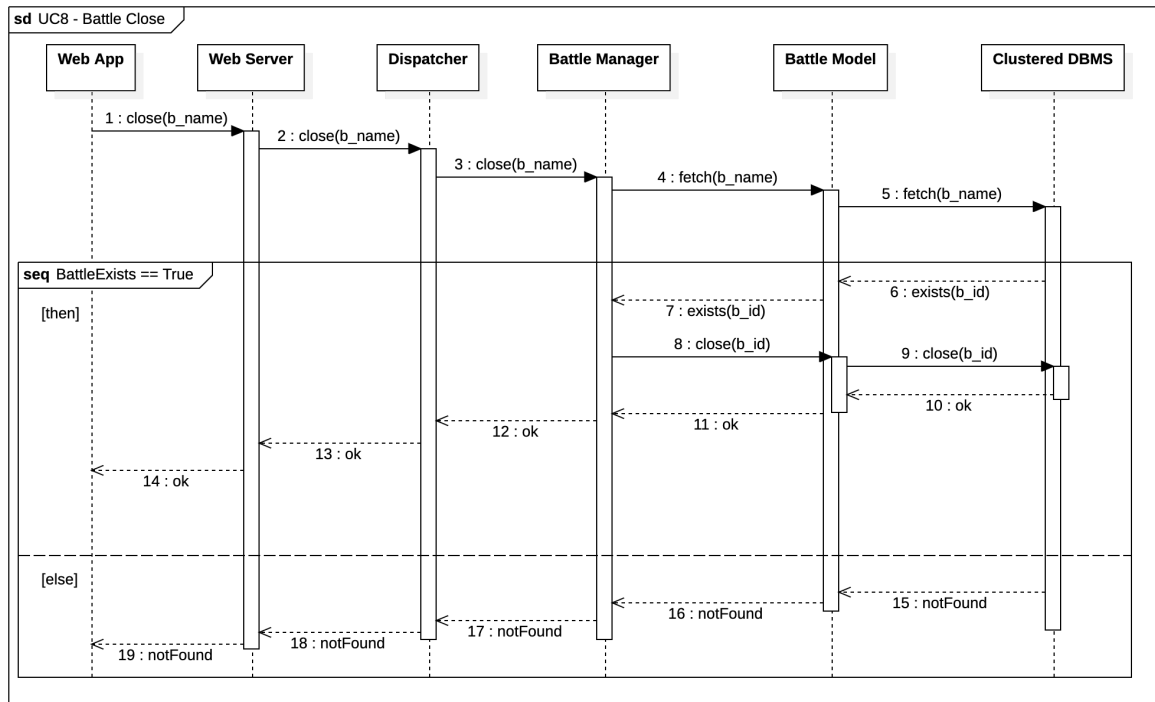 sd UC8 - Battle Close
Web App
Web Server
Dispatcher
Battle Manager
Battle Model
Clustered DBMS
1 : close(b_name)
2 : close(b_name)
3 : close(b_name)
4 : fetch(b_name)
5 : fetch(b_name)
seq BattleExists == True
[then]
6 : exists(b_id)
7 : exists(b_id)
8 : close(b_id)
9 : close(b_id)
10 : ok
11 : ok
12 : ok
13 : ok
14 : ok
[else]
15 : notFound
16 : notFound
17 : notFound
18 : notFound
19 : notFound